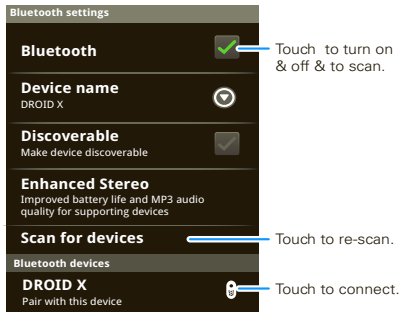 Bluetooth settings
Bluetooth
Touch to turn on
& off & to scan.
Device name
DROID X
Discoverable
Make device discoverable
Enhanced Stereo
Improved battery life and MP3 audio
quality for supporting devices
Scan for devices
Touch to re-scan.
Bluetooth devices
DROID X
Pair with this device
Touch to connect.